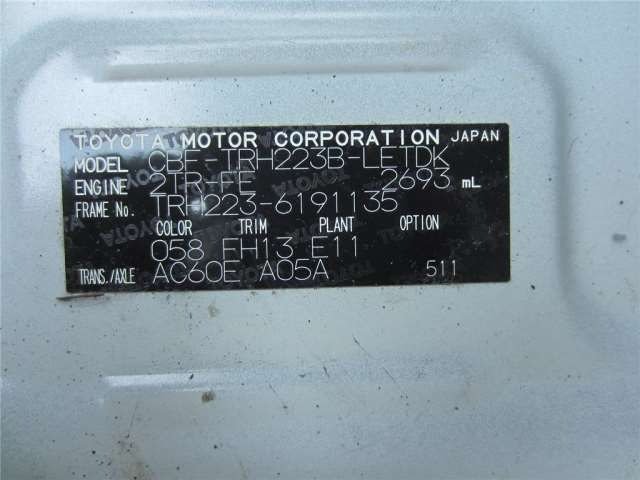 TOYOTA MOTOR CORPORATION JAPAN
MODEL CBF-TRH223B-LETDK
ENGINE 2TR-FE 2693 mL
FRAME No. TRH223-6191135
COLOR TRIM PLANT OPTION
058 FH13 E11
TRANS./AXLE AC60E A05A 511